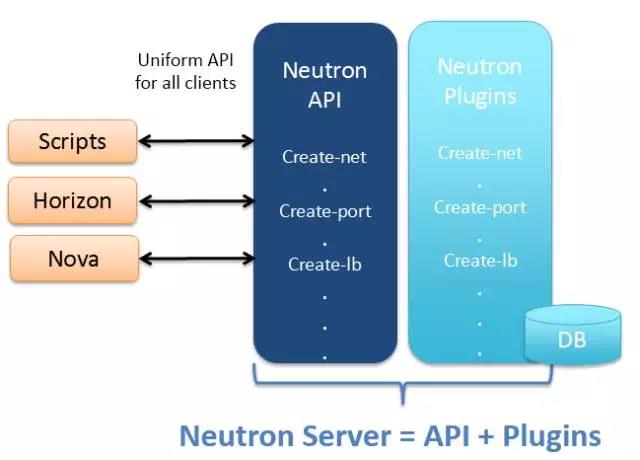 Uniform API
for all clients
Neutron
API
Neutron
Plugins
Scripts
Horizon
Nova
Create-net
.
Create-port
.
Create-lb
.
.
.
Create-net
.
Create-port
.
Create-lb
.
.
.
DB
Neutron Server = API + Plugins